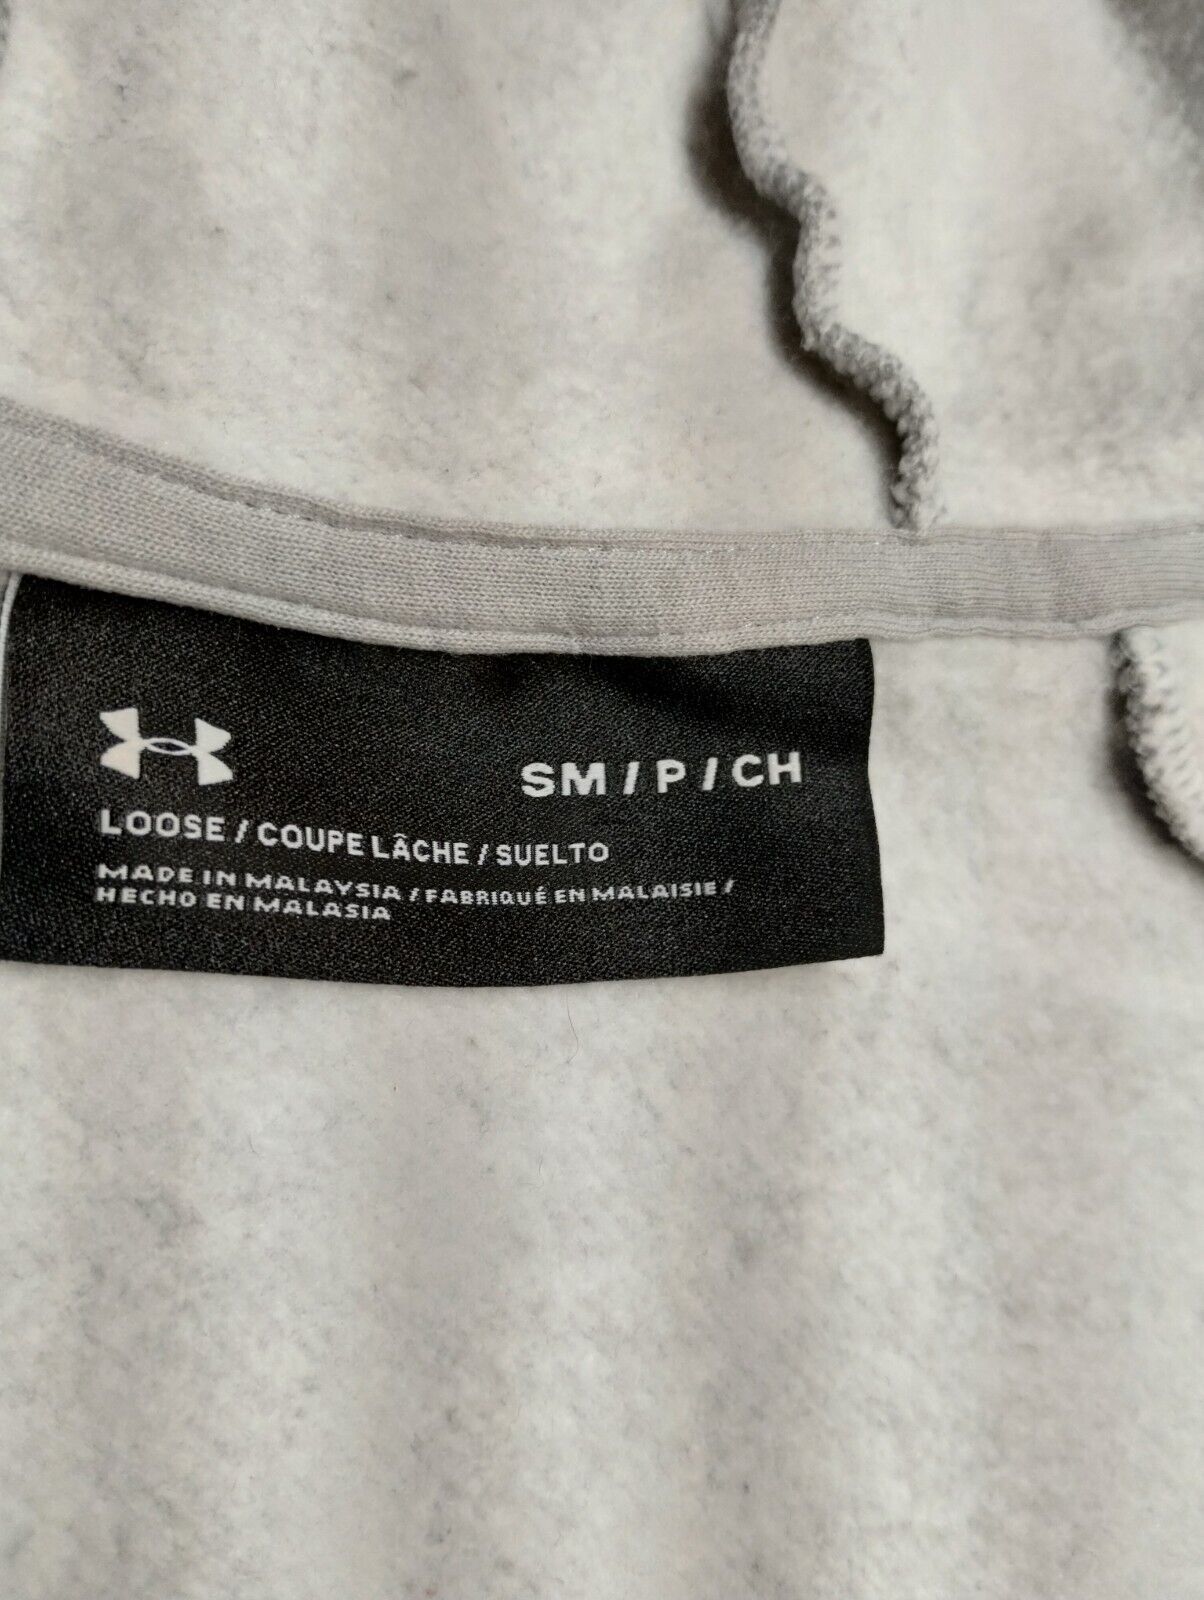 SM / P / CH
LOOSE / COUPE LÂCHE / SUELTO
MADE IN MALAYSIA / FABRIQUÉ EN MALAISIE /
HECHO EN MALASIA